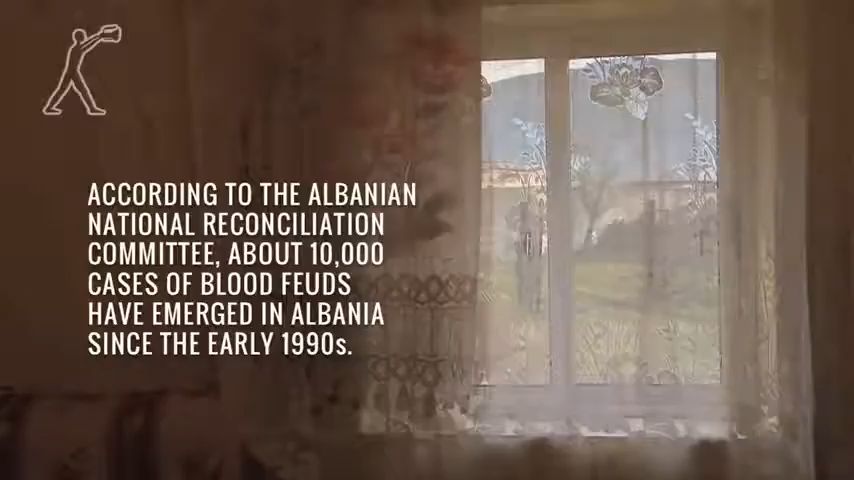 ACCORDING TO THE ALBANIAN
NATIONAL RECONCILIATION
COMMITTEE, ABOUT 10,000
CASES OF BLOOD FEUDS
HAVE EMERGED IN ALBANIA
SINCE THE EARLY 1990s.